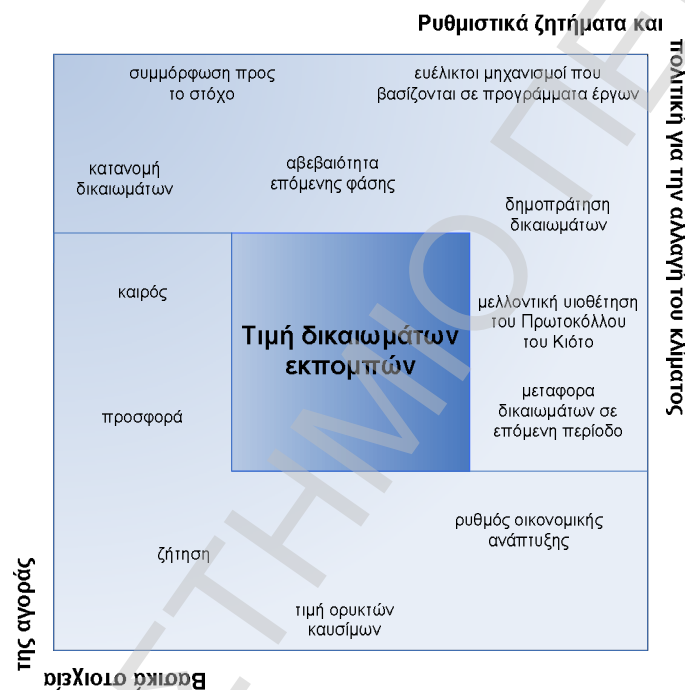 Ρυθμιστικά ζητήματα και
πολιτική για την αλλαγή του κλίματος
συμμόρφωση προς
το στόχο
ευέλικτοι μηχανισμοί που
βασίζονται σε προγράμματα έργων
κατανομή
δικαιωμάτων
αβεβαιότητα
επόμενης φάσης
δημοπράτηση
δικαιωμάτων
καιρός
Τιμή δικαιωμάτων
εκπομπών
μελλοντική υιοθέτηση
του Πρωτοκόλλου
του Κιότο
προσφορά
μεταφορα
δικαιωμάτων σε
επόμενη περίοδο
ρυθμός οικονομικής
ανάπτυξης
ζήτηση
τιμή ορυκτών
καυσίμων
Βασικά στοιχεία
της αγοράς